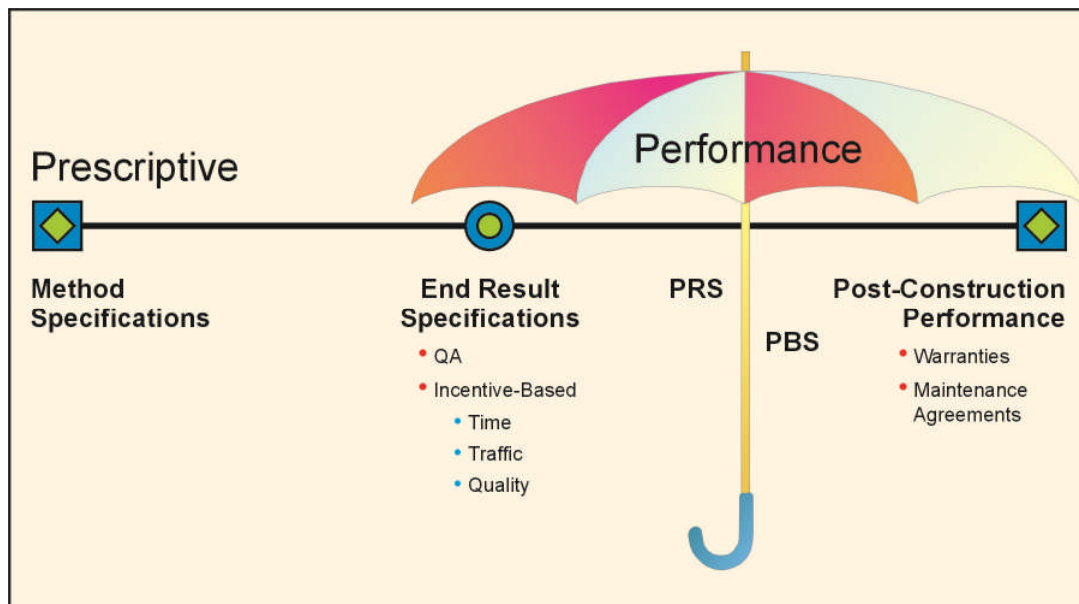 Performance
Prescriptive
Method
Specifications
End Result
Specifications
• QA
• Incentive-Based
• Time
• Traffic
• Quality
PRS
PBS
Post-Construction
Performance
• Warranties
• Maintenance
Agreements